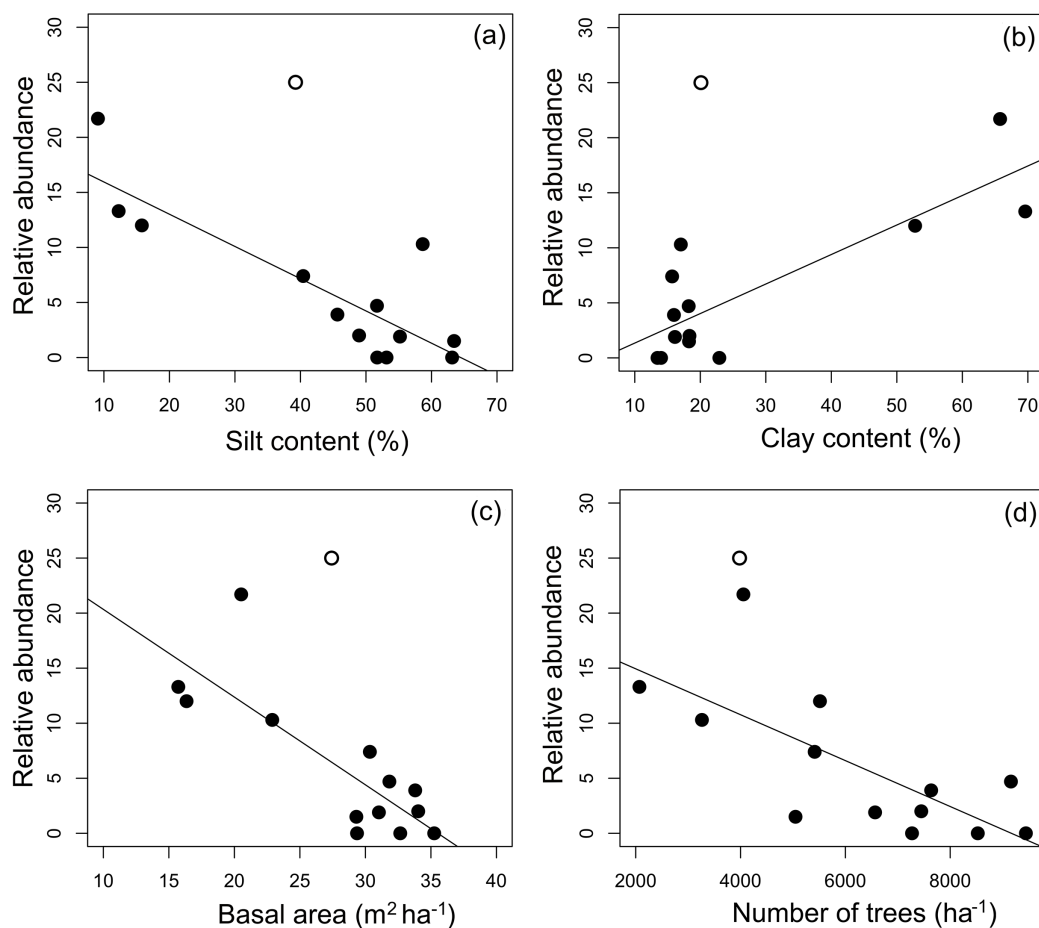 (a)
Relative abundance
0 5 10 15 20 25 30
10 20 30 40 50 60 70
Silt content (%)
(b)
Relative abundance
0 5 10 15 20 25 30
10 20 30 40 50 60 70
Clay content (%)
(c)
Relative abundance
0 5 10 15 20 25 30
10 15 20 25 30 35 40
Basal area (m² ha⁻¹)
(d)
Relative abundance
0 5 10 15 20 25 30
2000 4000 6000 8000
Number of trees (ha⁻¹)